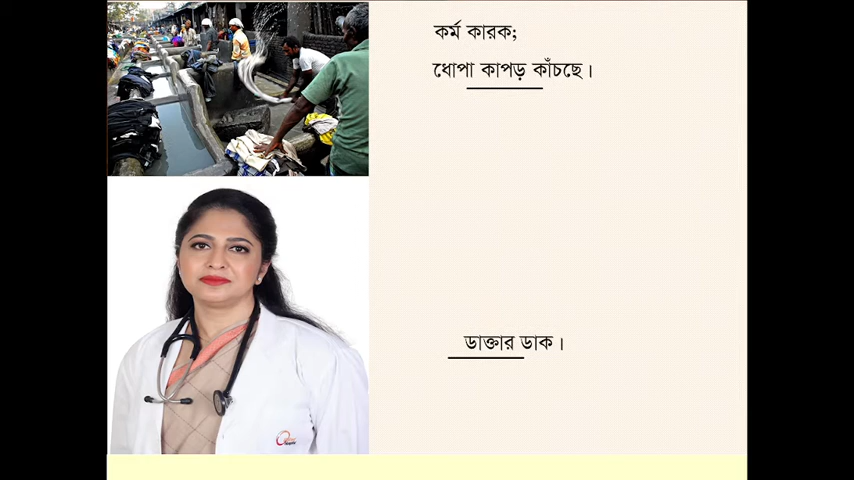 কর্ম কারক;
ধোপা কাপড় কাঁচছে।
ডাক্তার ডাক।